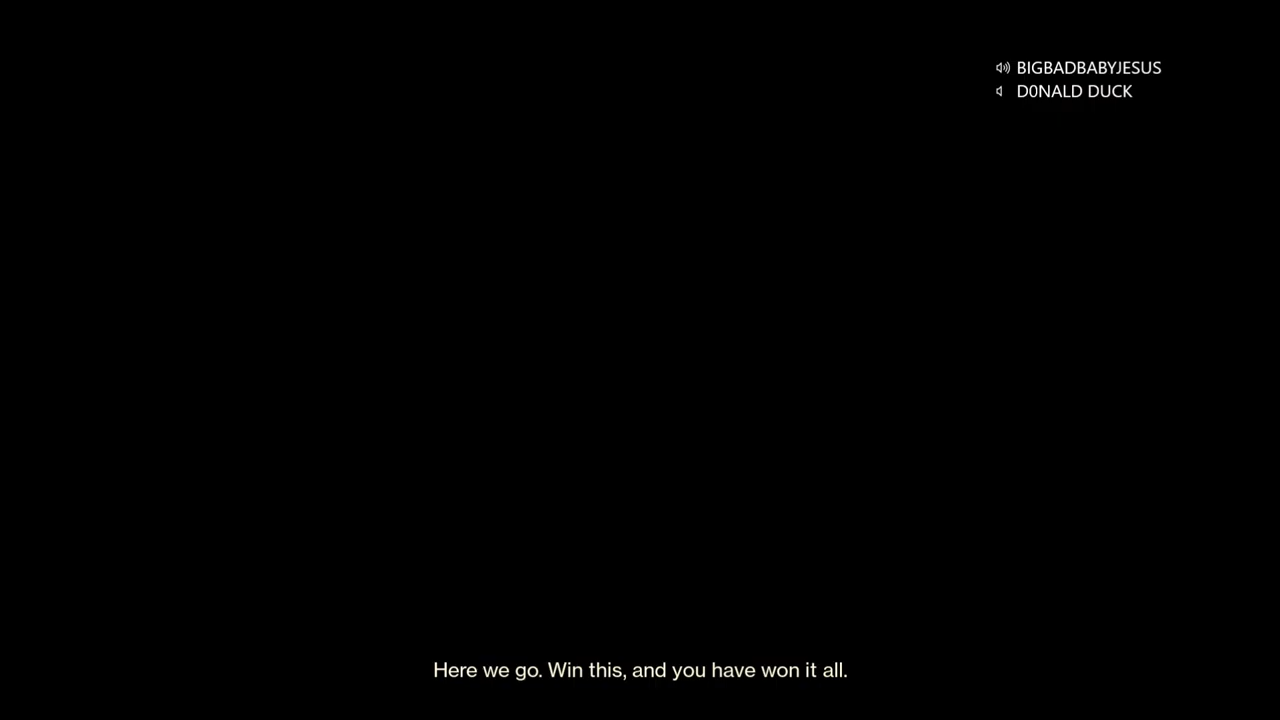 BIGBADBABYJESUS
D0NALD DUCK
Here we go. Win this, and you have won it all.